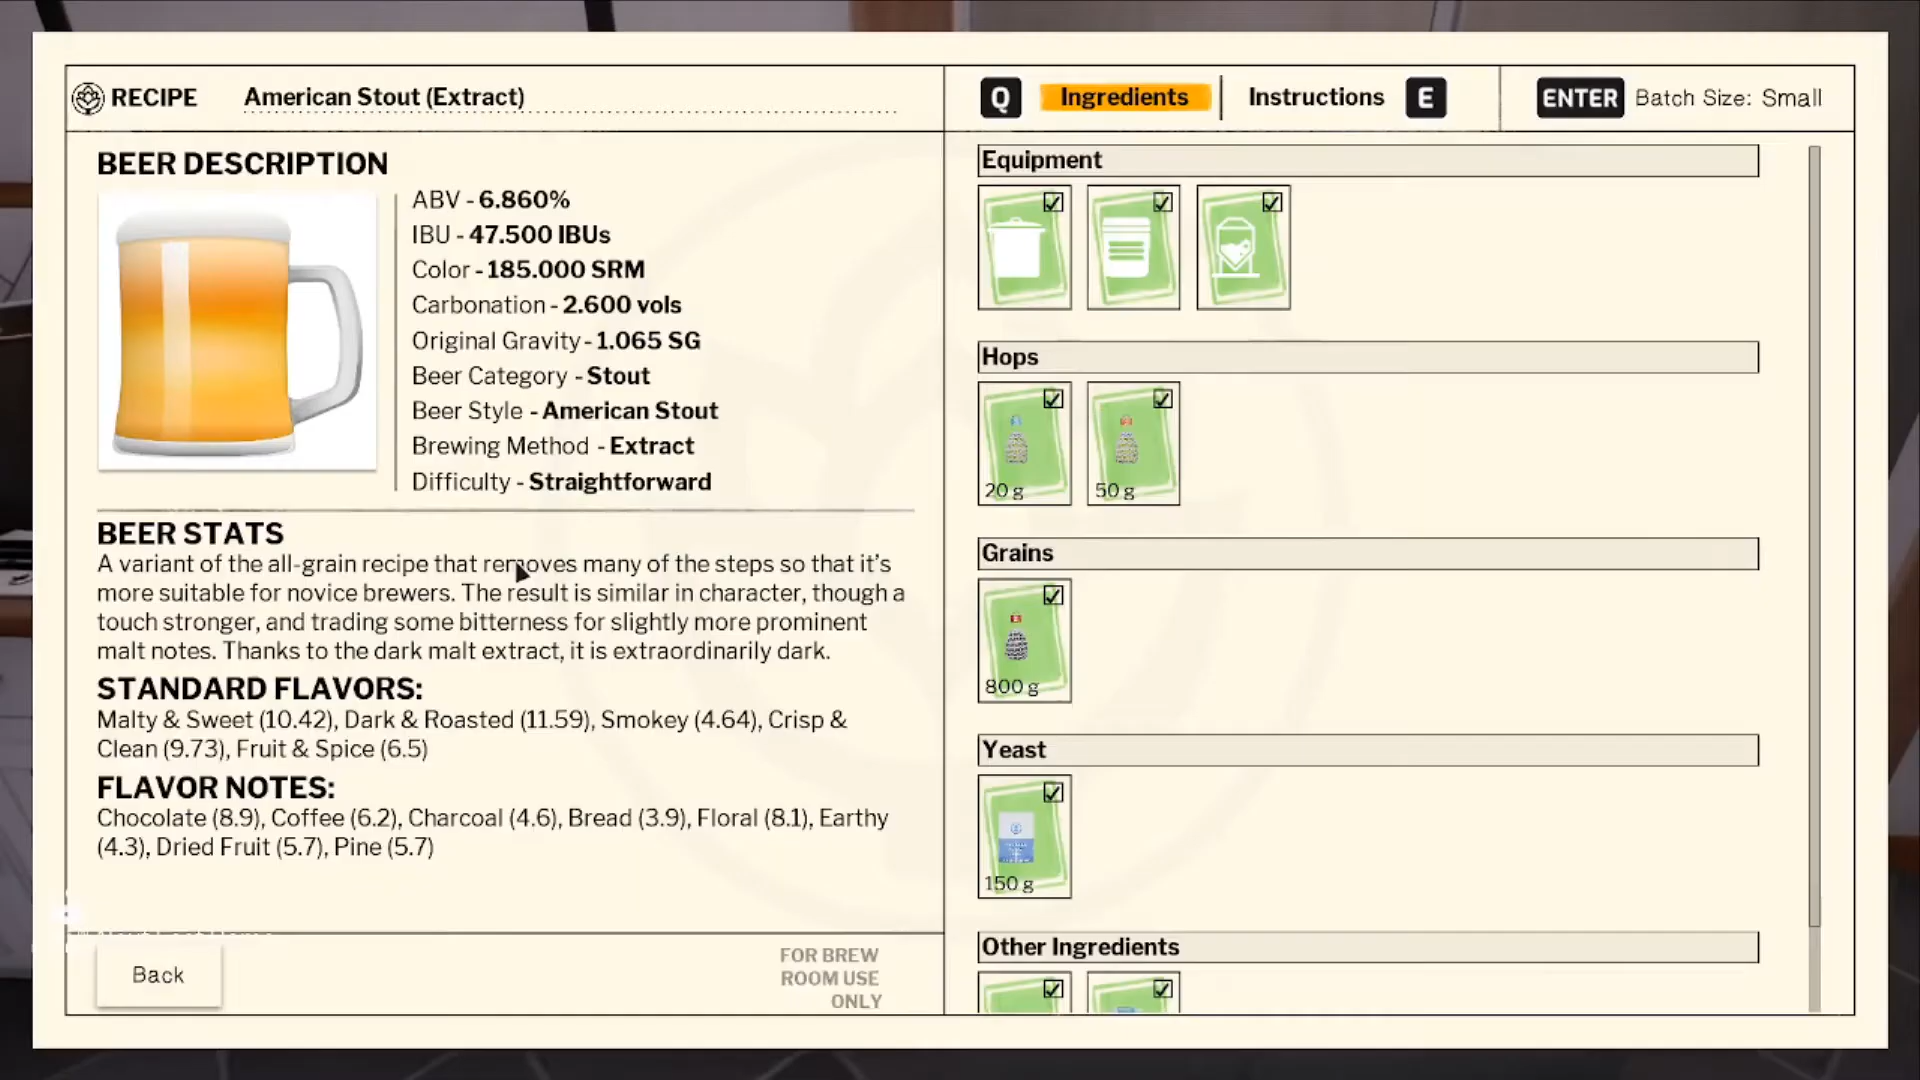 RECIPE
American Stout (Extract)
Q
Ingredients
Instructions
E
ENTER
Batch Size: Small
BEER DESCRIPTION
ABV - 6.860%
IBU - 47.500 IBUs
Color - 185.000 SRM
Carbonation - 2.600 vols
Original Gravity - 1.065 SG
Beer Category - Stout
Beer Style - American Stout
Brewing Method - Extract
Difficulty - Straightforward
BEER STATS
A variant of the all-grain recipe that removes many of the steps so that it's
more suitable for novice brewers. The result is similar in character, though a
touch stronger, and trading some bitterness for slightly more prominent
malt notes. Thanks to the dark malt extract, it is extraordinarily dark.
STANDARD FLAVORS:
Malty & Sweet (10.42), Dark & Roasted (11.59), Smokey (4.64), Crisp &
Clean (9.73), Fruit & Spice (6.5)
FLAVOR NOTES:
Chocolate (8.9), Coffee (6.2), Charcoal (4.6), Bread (3.9), Floral (8.1), Earthy
(4.3), Dried Fruit (5.7), Pine (5.7)
Back
FOR BREW
ROOM USE
ONLY
Equipment
Hops
20 g
50 g
Grains
800 g
Yeast
150 g
Other Ingredients